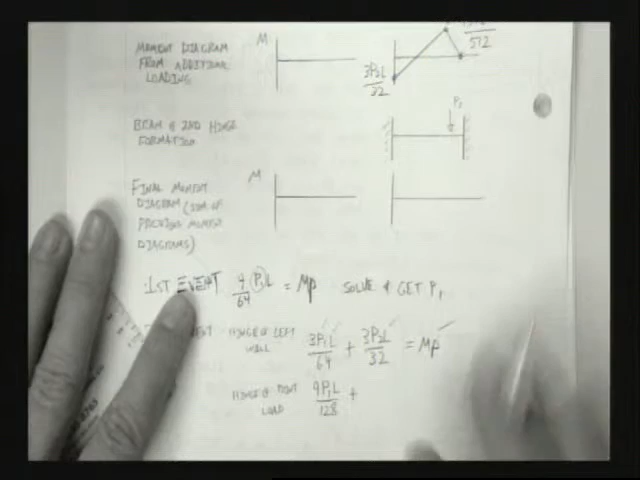 MOMENT DIAGRAM
FROM ADDITIONAL
LOADING
M
512
3P2L
32
BEAM @ 2ND HINGE
FORMATION
FINAL MOMENT
DIAGRAM (SUM OF
PREVIOUS MOMENT
DIAGRAMS)
M
1ST EVENT 9P1L/64 = Mp SOLVE & GET P1
HINGE @ LEFT WALL 3P1L/64 + 3P2L/32 = Mp
HINGE @ POINT LOAD 9P1L/128 +